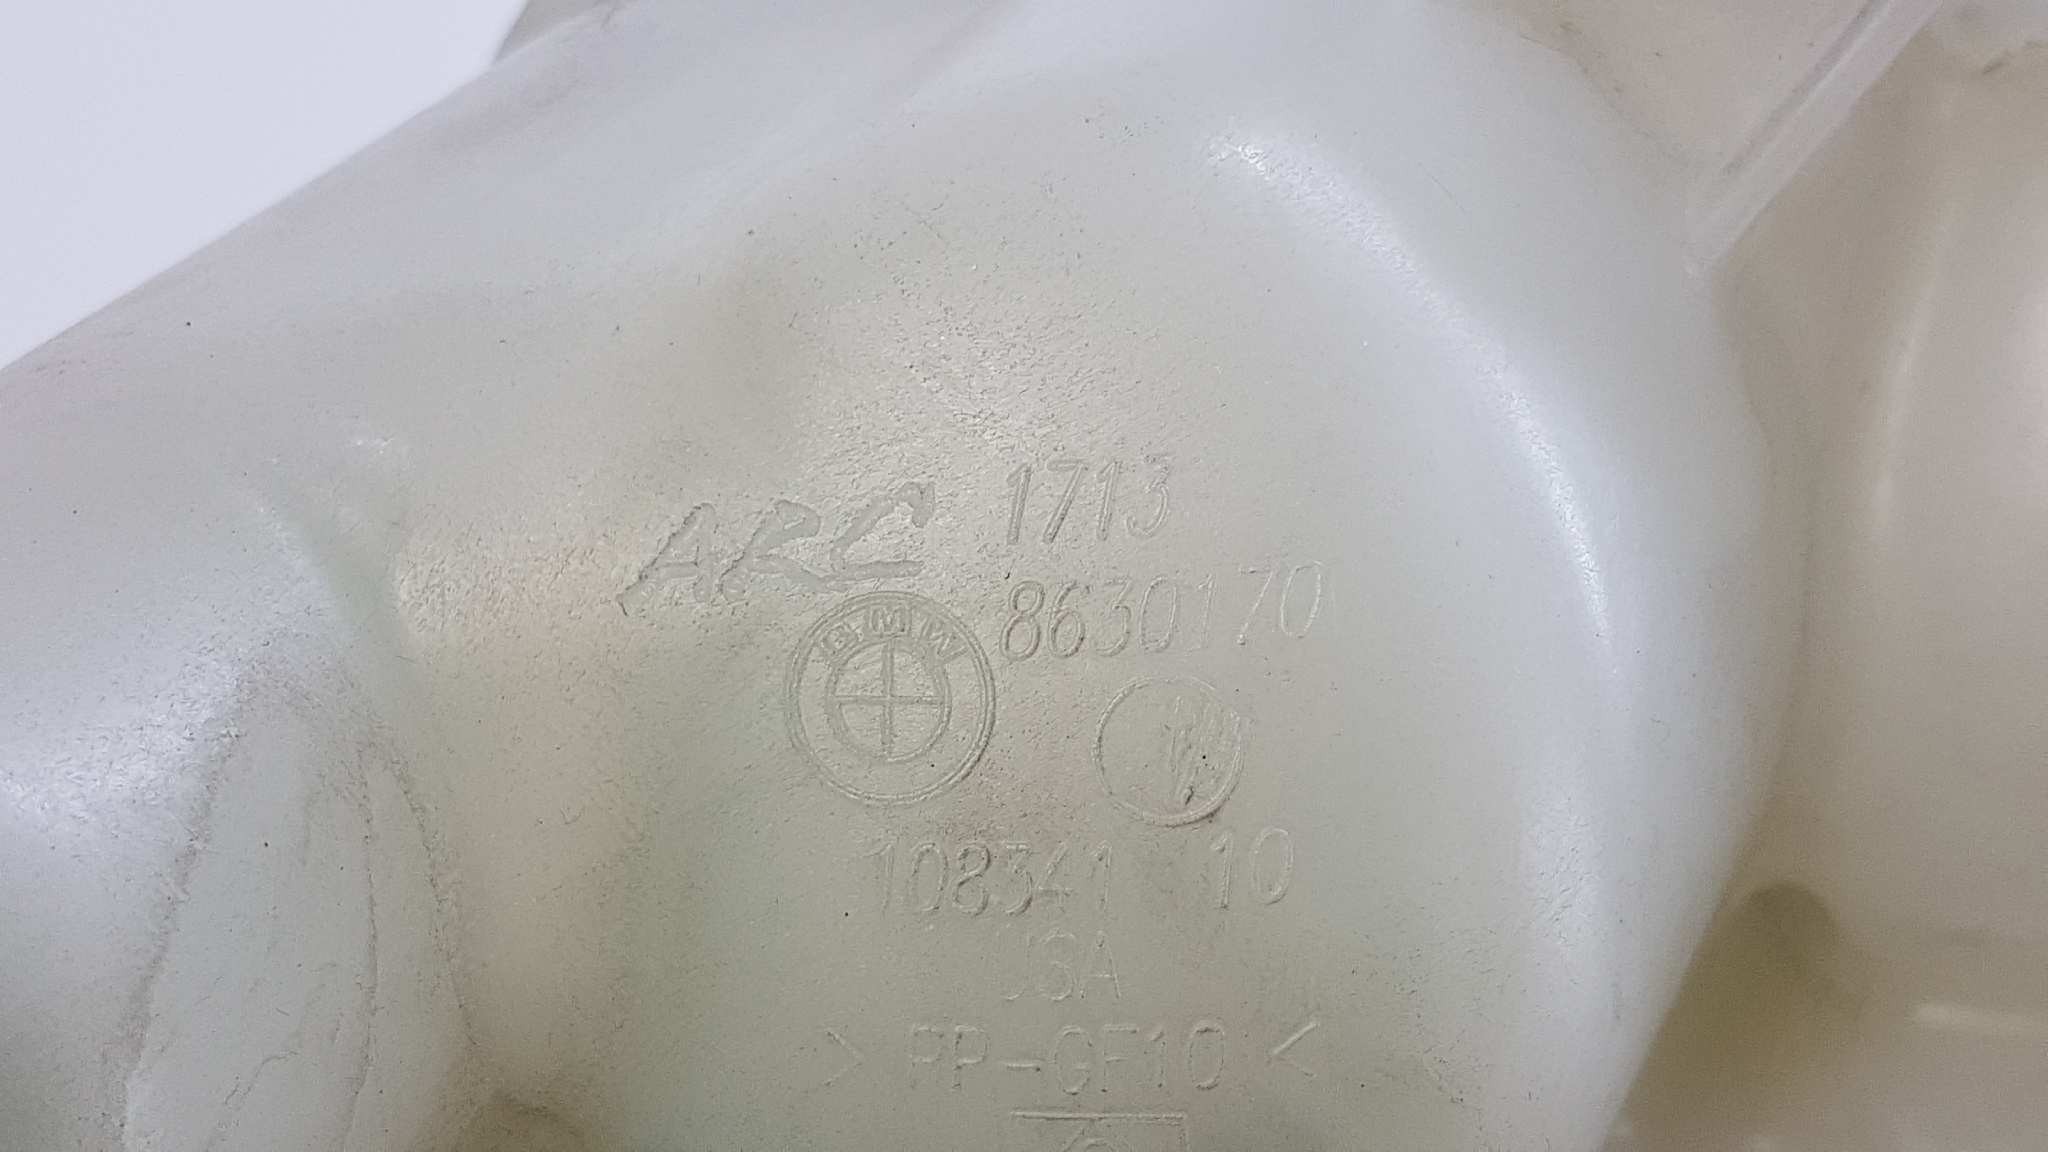 ARC 1713
8630170
BMW
108341 10
USA
> PP-GF10 <